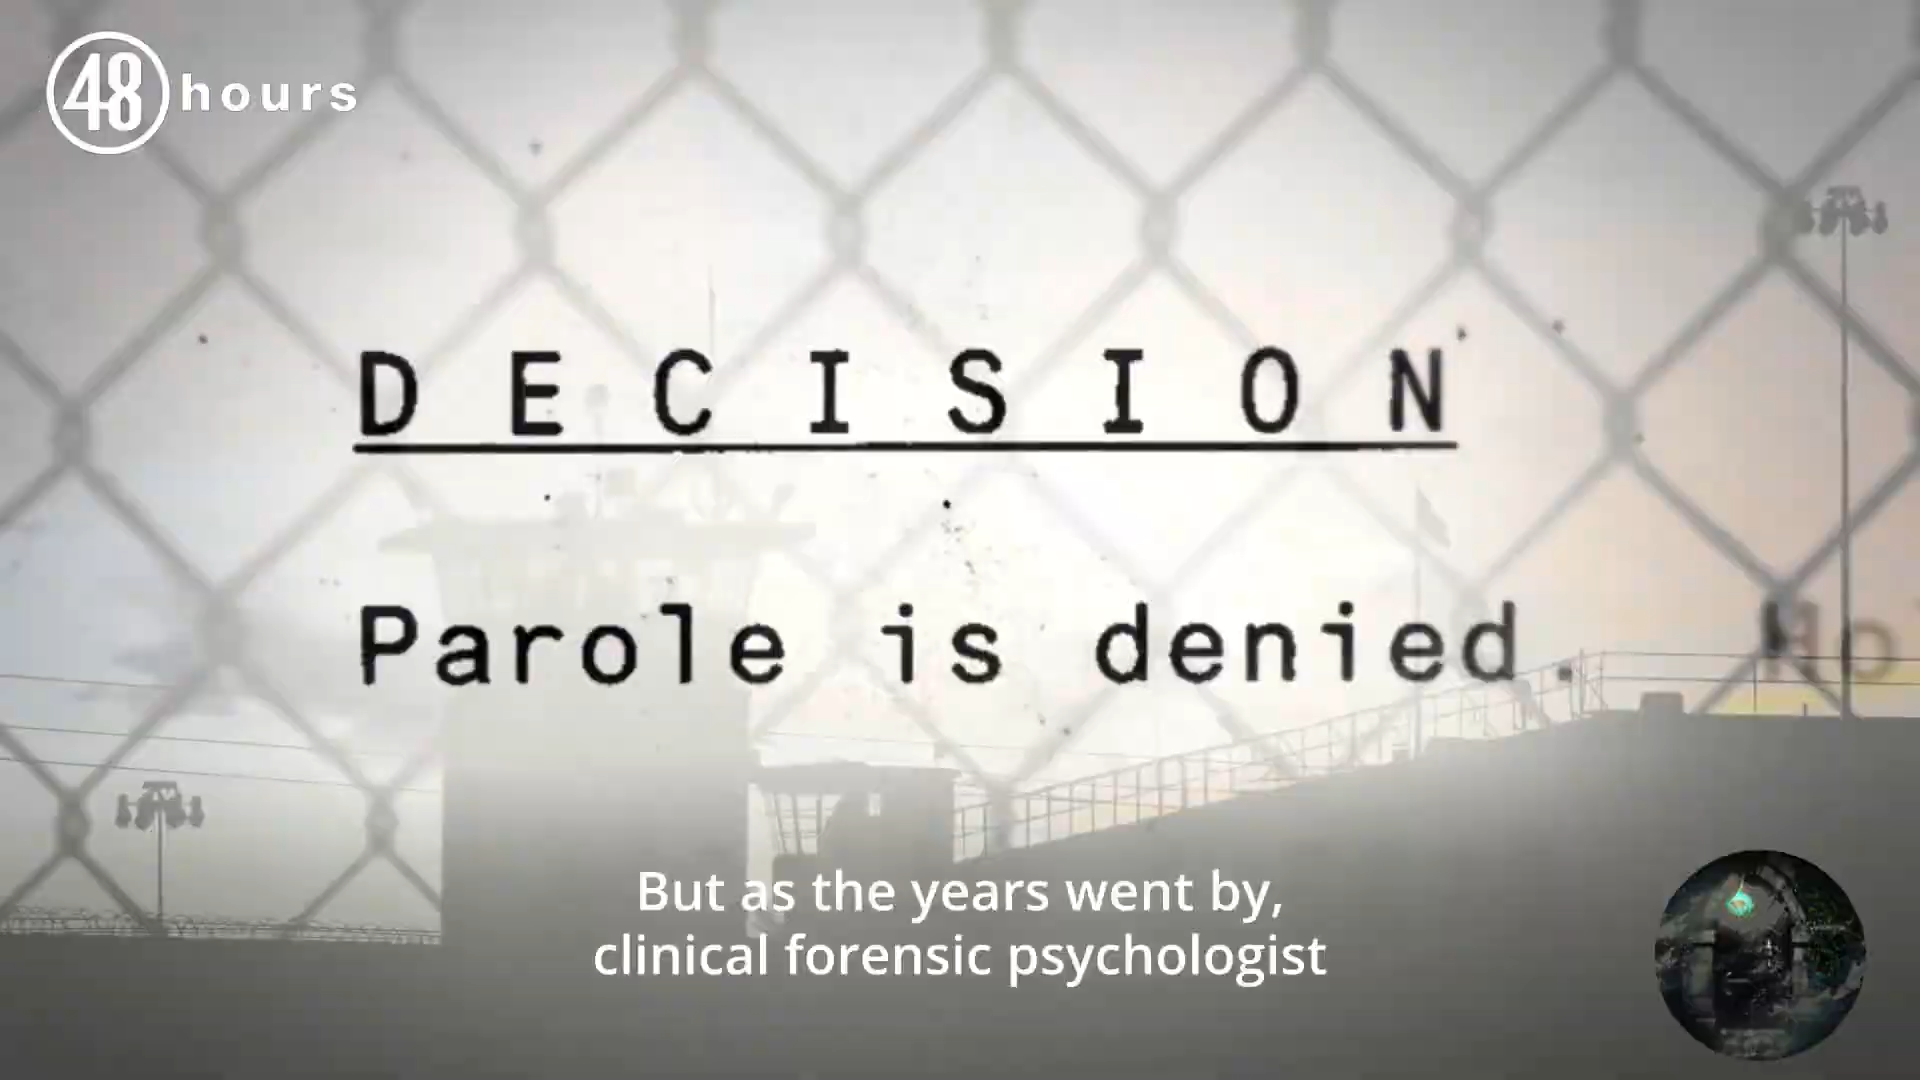 48 hours
DECISION
Parole is denied.
But as the years went by,
clinical forensic psychologist